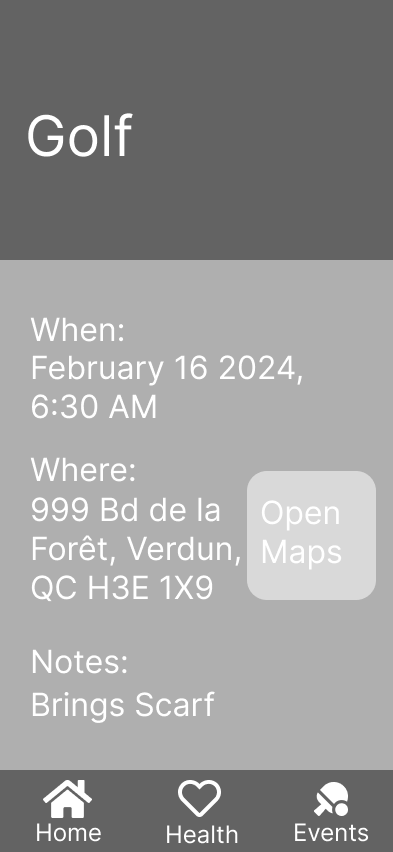 Golf
When:
February 16 2024,
6:30 AM
Where:
999 Bd de la
Forêt, Verdun,
QC H3E 1X9
Open
Maps
Notes:
Brings Scarf
Home
Health
Events